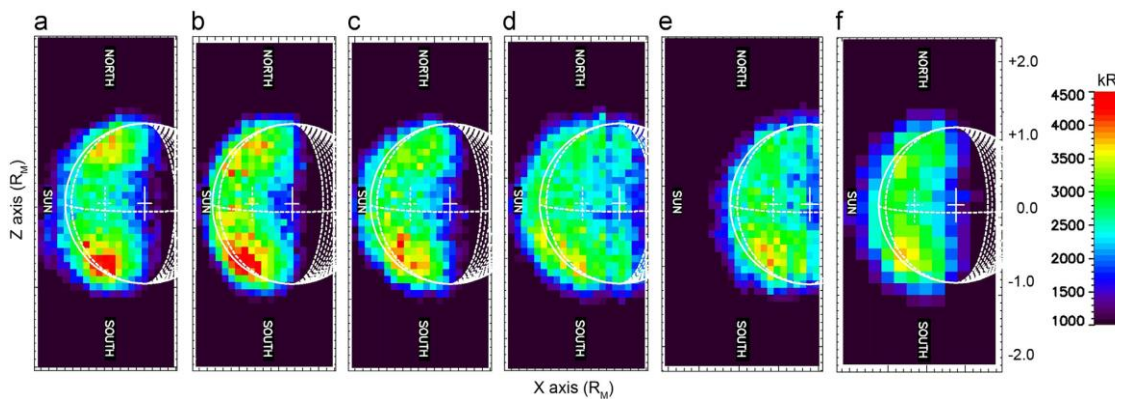 a b c d e f
NORTH NORTH NORTH NORTH NORTH NORTH
SUN SUN SUN SUN SUN SUN
SOUTH SOUTH SOUTH SOUTH SOUTH SOUTH
Z axis (R_M)
X axis (R_M)
+2.0
+1.0
0.0
-1.0
-2.0
kR
4500
4000
3500
3000
2500
2000
1500
1000